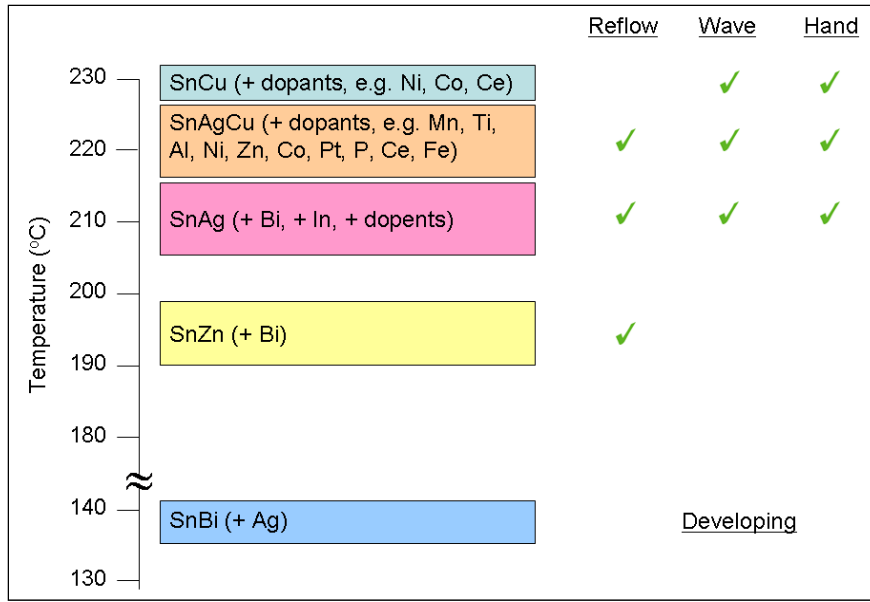 Reflow Wave Hand
230
SnCu (+ dopants, e.g. Ni, Co, Ce)
✓ ✓
SnAgCu (+ dopants, e.g. Mn, Ti,
Al, Ni, Zn, Co, Pt, P, Ce, Fe)
220
✓ ✓ ✓
210
SnAg (+ Bi, + In, + dopents)
✓ ✓ ✓
Temperature (°C)
200
SnZn (+ Bi)
✓
190
180
140
SnBi (+ Ag)
Developing
130